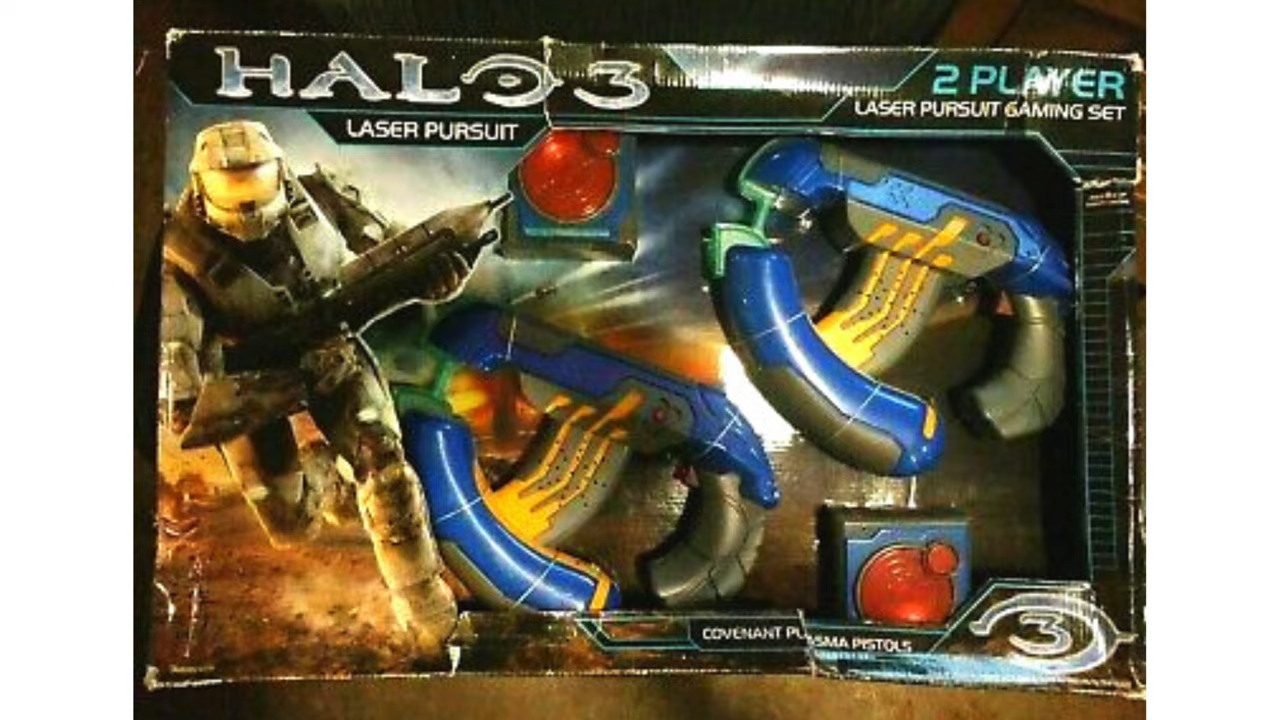 HALO 3
2 PLAYER
LASER PURSUIT GAMING SET
LASER PURSUIT
COVENANT PLASMA PISTOLS
3